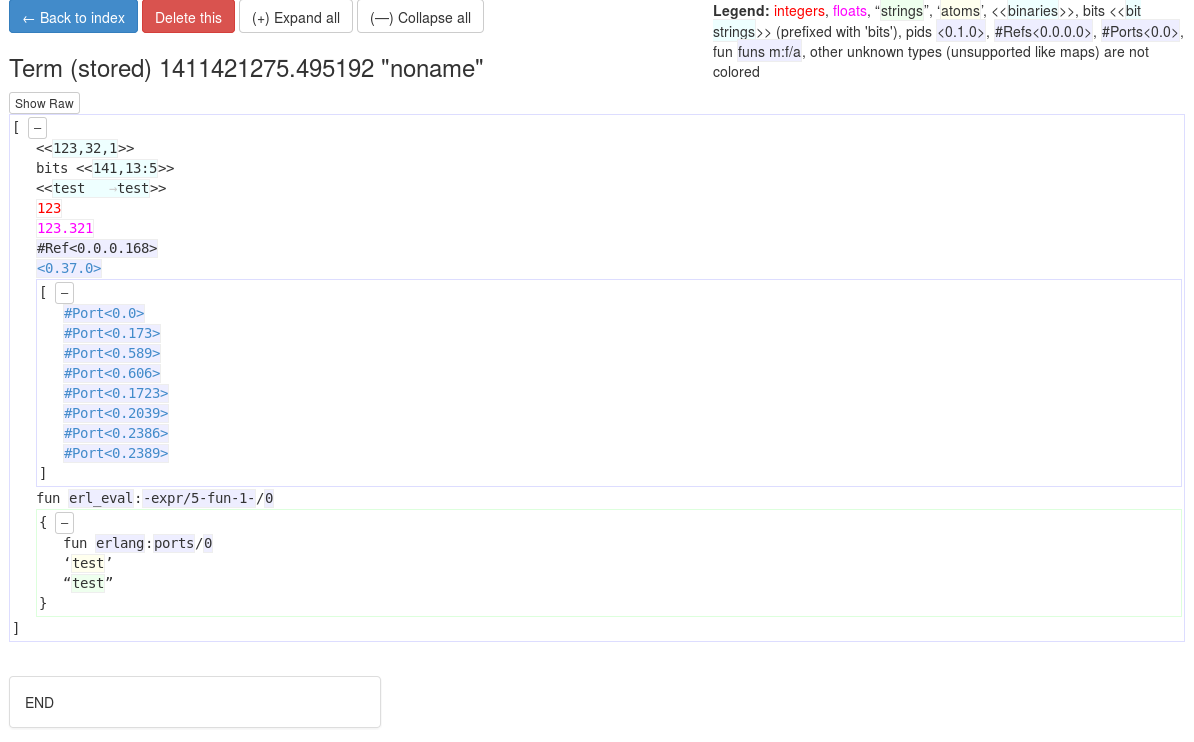 ← Back to index
Delete this
(+) Expand all
(—) Collapse all
Legend: integers, floats, “strings”, ‘atoms’, <<binaries>>, bits <<bit
strings>> (prefixed with 'bits'), pids <0.1.0>, #Refs<0.0.0.0>, #Ports<0.0>,
fun funs m:f/a, other unknown types (unsupported like maps) are not
colored
Term (stored) 1411421275.495192 "noname"
Show Raw
[ –
<<123,32,1>>
bits <<141,13:5>>
<<test →test>>
123
123.321
#Ref<0.0.0.168>
<0.37.0>
[ –
#Port<0.0>
#Port<0.173>
#Port<0.589>
#Port<0.606>
#Port<0.1723>
#Port<0.2039>
#Port<0.2386>
#Port<0.2389>
]
fun erl_eval:-expr/5-fun-1-/0
{ –
fun erlang:ports/0
‘test’
“test”
}
]
END